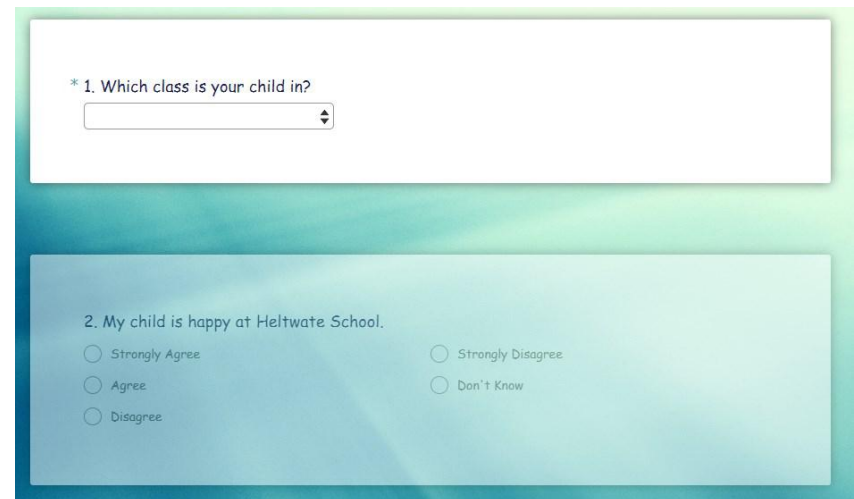 * 1. Which class is your child in?
2. My child is happy at Heltwate School.
Strongly Agree
Strongly Disagree
Agree
Don't Know
Disagree